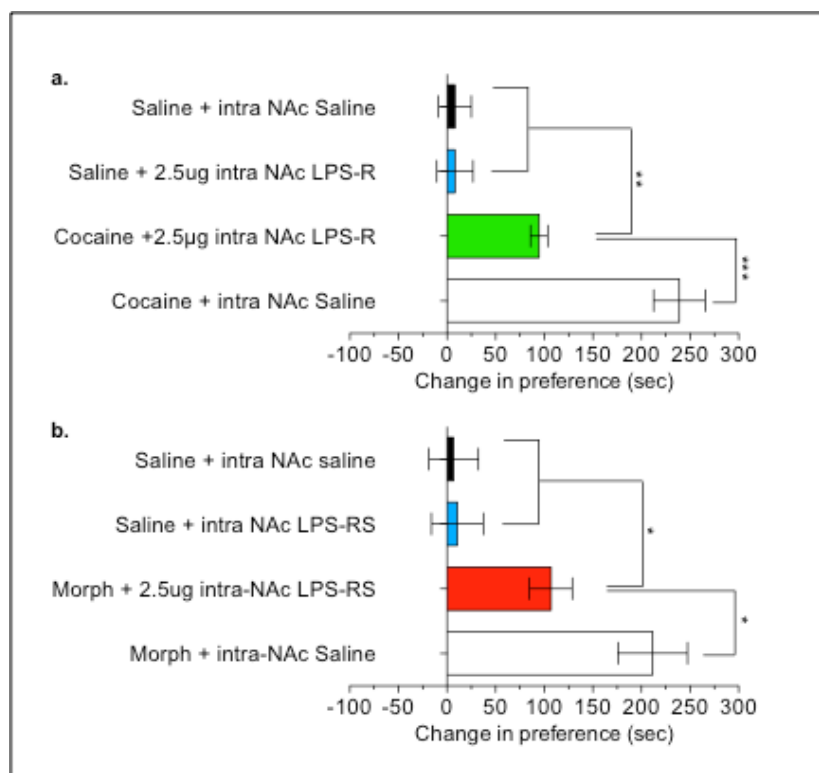 a.
Saline + intra NAc Saline
Saline + 2.5ug intra NAc LPS-R
Cocaine +2.5µg intra NAc LPS-R
Cocaine + intra NAc Saline
**
***
-100 -50 0 50 100 150 200 250 300
Change in preference (sec)
b.
Saline + intra NAc saline
Saline + intra NAc LPS-RS
Morph + 2.5ug intra-NAc LPS-RS
Morph + intra-NAc Saline
*
*
-100 -50 0 50 100 150 200 250 300
Change in preference (sec)